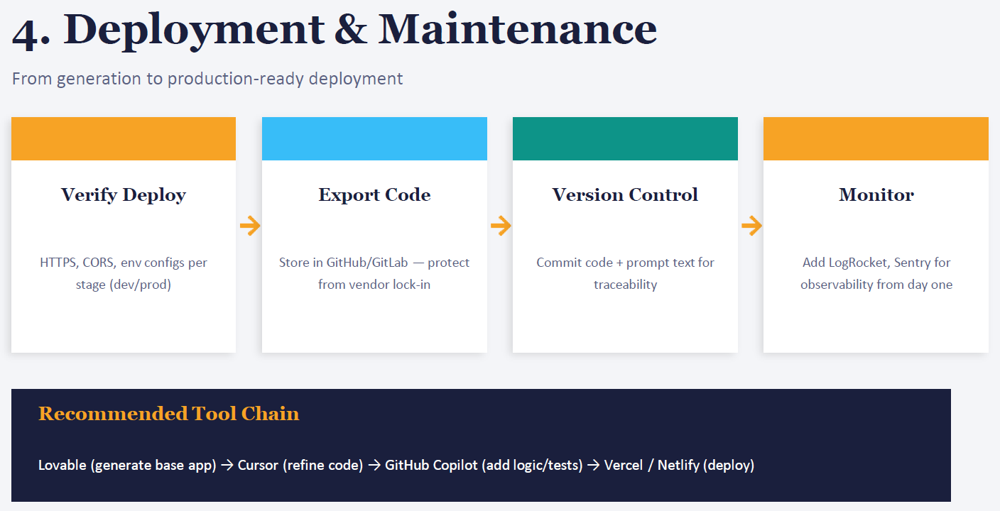 4. Deployment & Maintenance
From generation to production-ready deployment
Verify Deploy
HTTPS, CORS, env configs per
stage (dev/prod)
→
Export Code
Store in GitHub/GitLab — protect
from vendor lock-in
→
Version Control
Commit code + prompt text for
traceability
→
Monitor
Add LogRocket, Sentry for
observability from day one
Recommended Tool Chain
Lovable (generate base app) → Cursor (refine code) → GitHub Copilot (add logic/tests) → Vercel / Netlify (deploy)